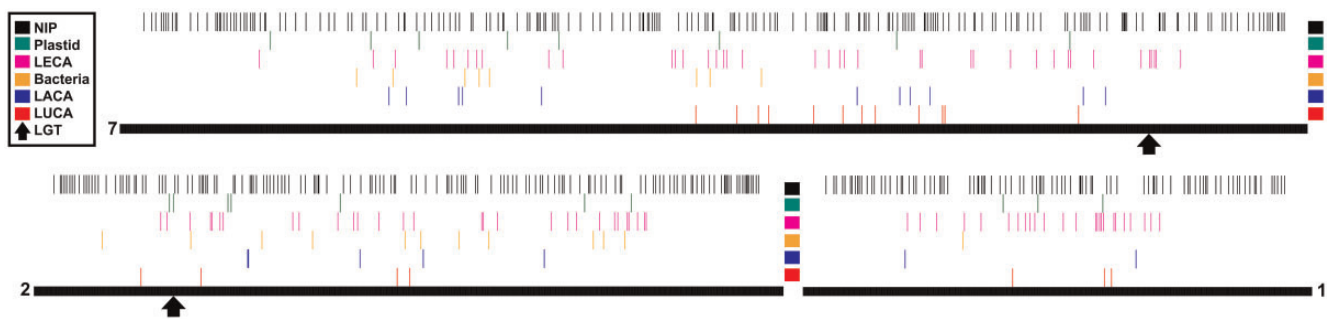 NIP
Plastid
LECA
Bacteria
LACA
LUCA
LGT
7
2
1